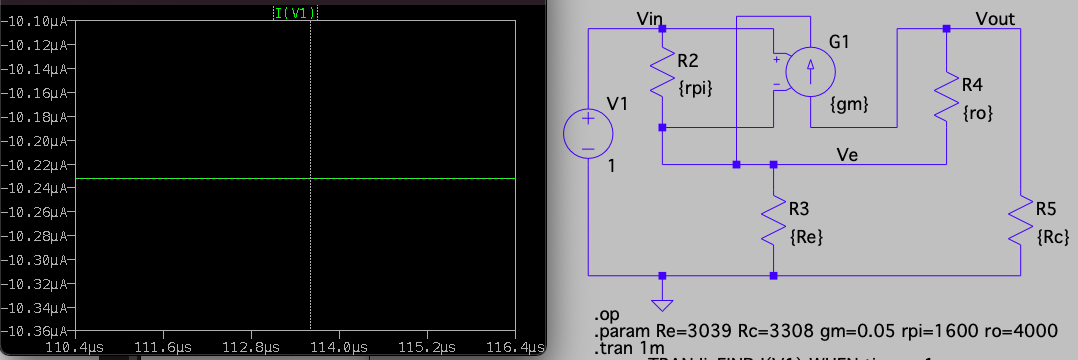 I(V1)
-10.10µA
-10.12µA
-10.14µA
-10.16µA
-10.18µA
-10.20µA
-10.22µA
-10.24µA
-10.26µA
-10.28µA
-10.30µA
-10.32µA
-10.34µA
-10.36µA
110.4µs 111.6µs 112.8µs 114.0µs 115.2µs 116.4µs
Vin
Vout
G1
R2
{rpi}
{gm}
R4
{ro}
V1
1
Ve
R3
{Re}
R5
{Rc}
.op
.param Re=3039 Rc=3308 gm=0.05 rpi=1600 ro=4000
.tran 1m